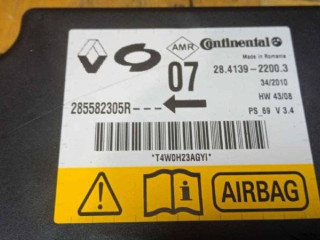 AMR Continental
Made in Romania
07
28.4139-2200.3
34/2010
HW 43/08
285582305R---
PS 69 V 3.4
*T4W0H23AGYI*
AIRBAG